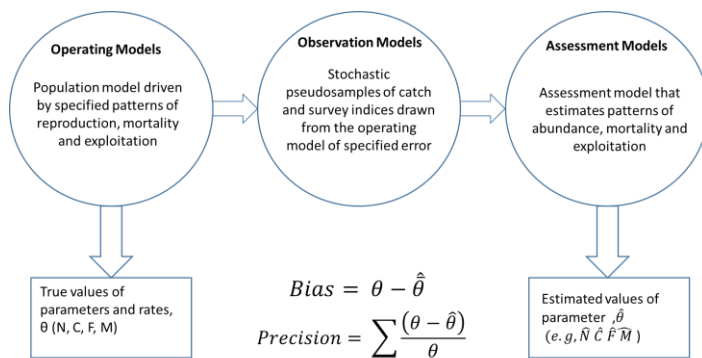 Operating Models
Population model driven
by specified patterns of
reproduction, mortality
and exploitation
Observation Models
Stochastic
pseudosamples of catch
and survey indices drawn
from the operating
model of specified error
Assessment Models
Assessment model that
estimates patterns of
abundance, mortality and
exploitation
True values of
parameters and rates,
θ (N, C, F, M)
Bias = θ − θ̂
Precision = ∑ (θ − θ̂) / θ
Estimated values of
parameter ,θ̂
(e.g, N̂ Ĉ F̂ M̂ )